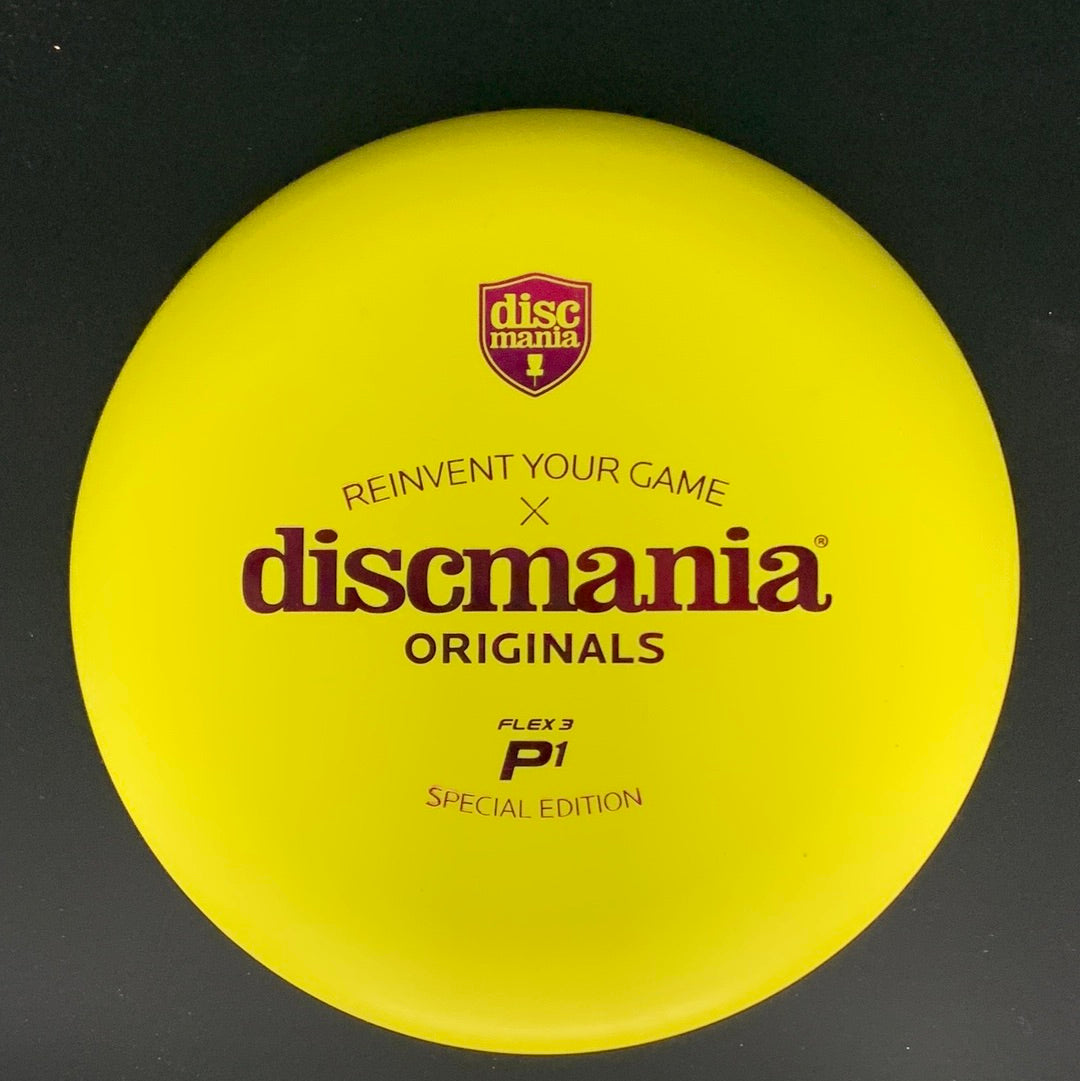 disc
mania
REINVENT YOUR GAME
X
discmania®
ORIGINALS
FLEX 3
P1
SPECIAL EDITION